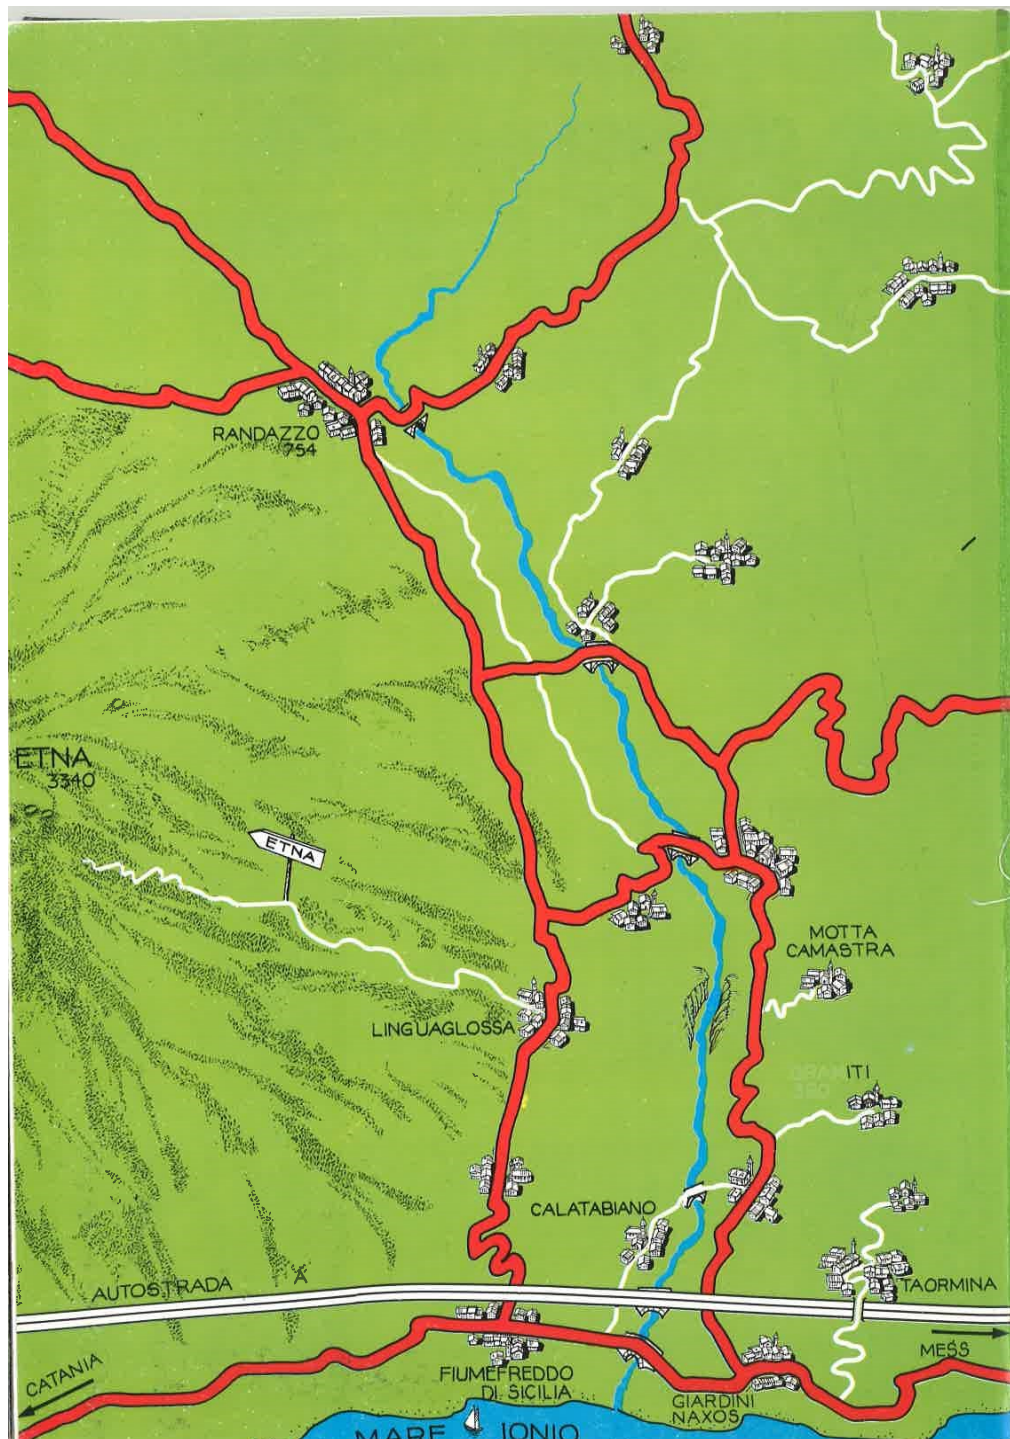 RANDAZZO
754
ETNA
3340
ETNA
MOTTA
CAMASTRA
LINGUAGLOSSA
ITI
CALATABIANO
AUTOSTRADA
TAORMINA
MESS
CATANIA
FIUMEFREDDO
DI SICILIA
GIARDINI
NAXOS
MARE IONIO